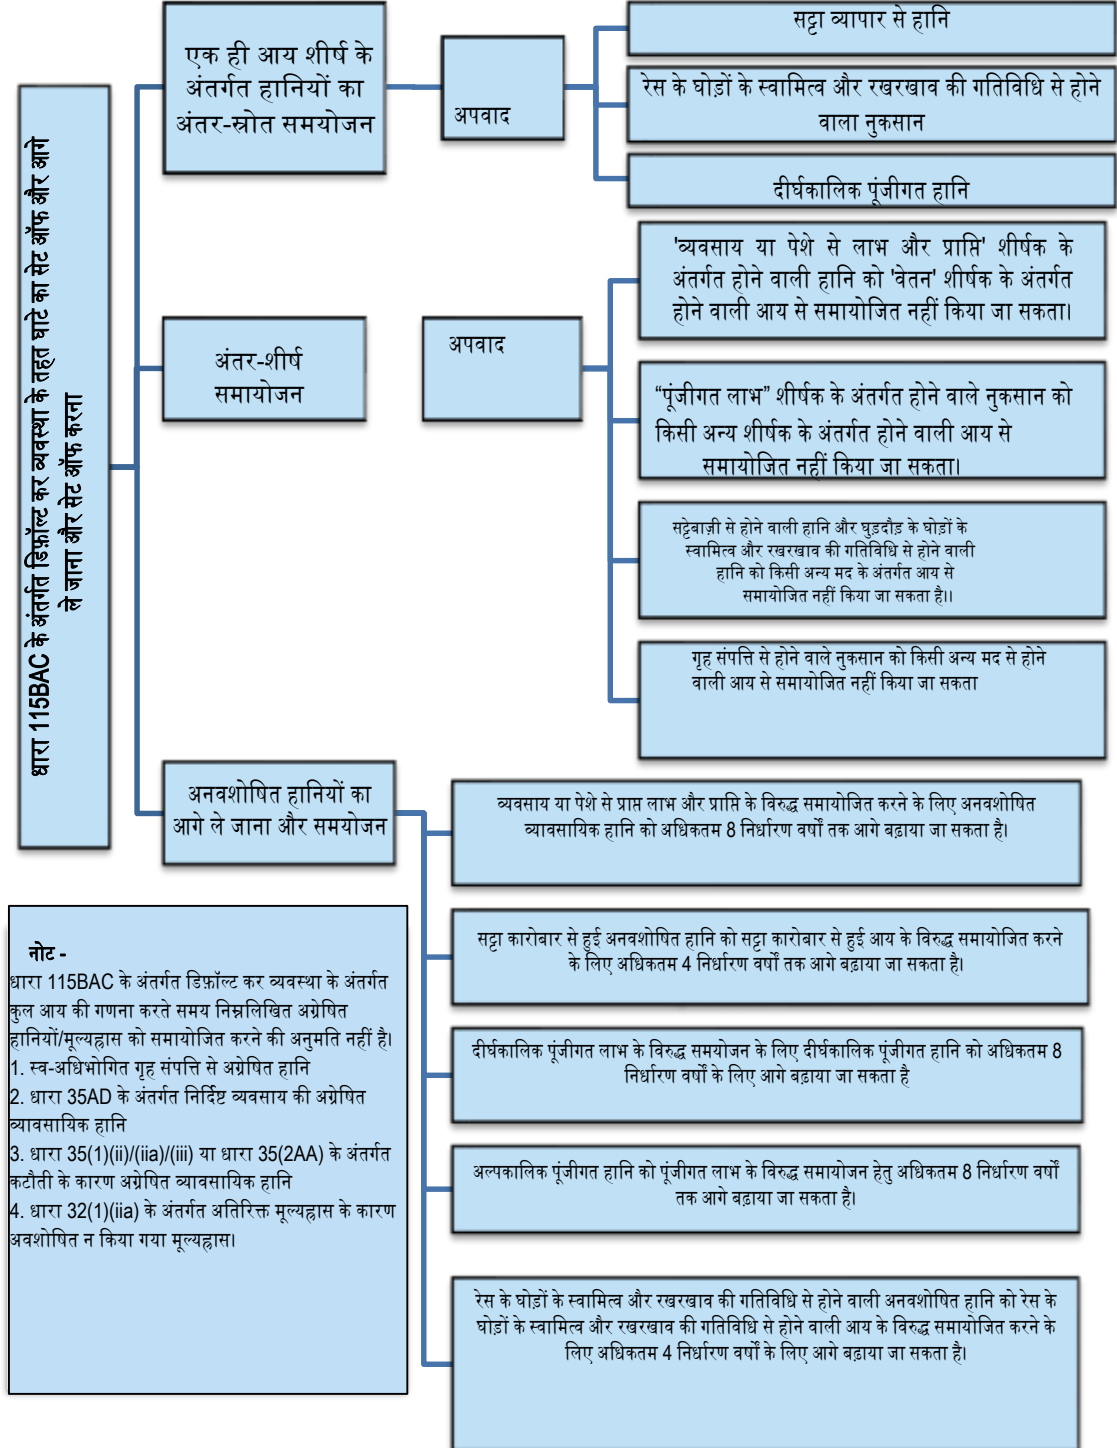 धारा 115BAC के अंतर्गत डिफ़ॉल्ट कर व्यवस्था के तहत घाटे का सेट ऑफ और आगे
ले जाना और सेट ऑफ करना
एक ही आय शीर्ष के
अंतर्गत हानियों का
अंतर-स्रोत समयोजन
अपवाद
सट्टा व्यापार से हानि
रेस के घोड़ों के स्वामित्व और रखरखाव की गतिविधि से होने
वाला नुकसान
दीर्घकालिक पूंजीगत हानि
अंतर-शीर्ष
समायोजन
अपवाद
'व्यवसाय या पेशे से लाभ और प्राप्ति' शीर्षक के
अंतर्गत होने वाली हानि को 'वेतन' शीर्षक के अंतर्गत
होने वाली आय से समायोजित नहीं किया जा सकता।
“पूंजीगत लाभ” शीर्षक के अंतर्गत होने वाले नुकसान को
किसी अन्य शीर्षक के अंतर्गत होने वाली आय से
समायोजित नहीं किया जा सकता।
सट्टेबाज़ी से होने वाली हानि और घुड़दौड़ के घोड़ों के
स्वामित्व और रखरखाव की गतिविधि से होने वाली
हानि को किसी अन्य मद के अंतर्गत आय से
समायोजित नहीं किया जा सकता है।।
गृह संपत्ति से होने वाले नुकसान को किसी अन्य मद से होने
वाली आय से समायोजित नहीं किया जा सकता
अनवशोषित हानियों का
आगे ले जाना और समयोजन
व्यवसाय या पेशे से प्राप्त लाभ और प्राप्ति के विरुद्ध समायोजित करने के लिए अनवशोषित
व्यावसायिक हानि को अधिकतम 8 निर्धारण वर्षों तक आगे बढ़ाया जा सकता है।
सट्टा कारोबार से हुई अनवशोषित हानि को सट्टा कारोबार से हुई आय के विरुद्ध समायोजित करने
के लिए अधिकतम 4 निर्धारण वर्षों तक आगे बढ़ाया जा सकता है।
दीर्घकालिक पूंजीगत लाभ के विरुद्ध समयोजन के लिए दीर्घकालिक पूंजीगत हानि को अधिकतम 8
निर्धारण वर्षों के लिए आगे बढ़ाया जा सकता है
अल्पकालिक पूंजीगत हानि को पूंजीगत लाभ के विरुद्ध समायोजन हेतु अधिकतम 8 निर्धारण वर्षों
तक आगे बढ़ाया जा सकता है।
रेस के घोड़ों के स्वामित्व और रखरखाव की गतिविधि से होने वाली अनवशोषित हानि को रेस के
घोड़ों के स्वामित्व और रखरखाव की गतिविधि से होने वाली आय के विरुद्ध समायोजित करने के
लिए अधिकतम 4 निर्धारण वर्षों के लिए आगे बढ़ाया जा सकता है।
नोट -
धारा 115BAC के अंतर्गत डिफ़ॉल्ट कर व्यवस्था के अंतर्गत
कुल आय की गणना करते समय निम्नलिखित अग्रेषित
हानियों/मूल्यह्रास को समायोजित करने की अनुमति नहीं है।
1. स्व-अधिभोगित गृह संपत्ति से अग्रेषित हानि
2. धारा 35AD के अंतर्गत निर्दिष्ट व्यवसाय की अग्रेषित
व्यावसायिक हानि
3. धारा 35(1)(ii)/(iia)/(iii) या धारा 35(2AA) के अंतर्गत
कटौती के कारण अग्रेषित व्यावसायिक हानि
4. धारा 32(1)(iia) के अंतर्गत अतिरिक्त मूल्यह्रास के कारण
अवशोषित न किया गया मूल्यह्रास।